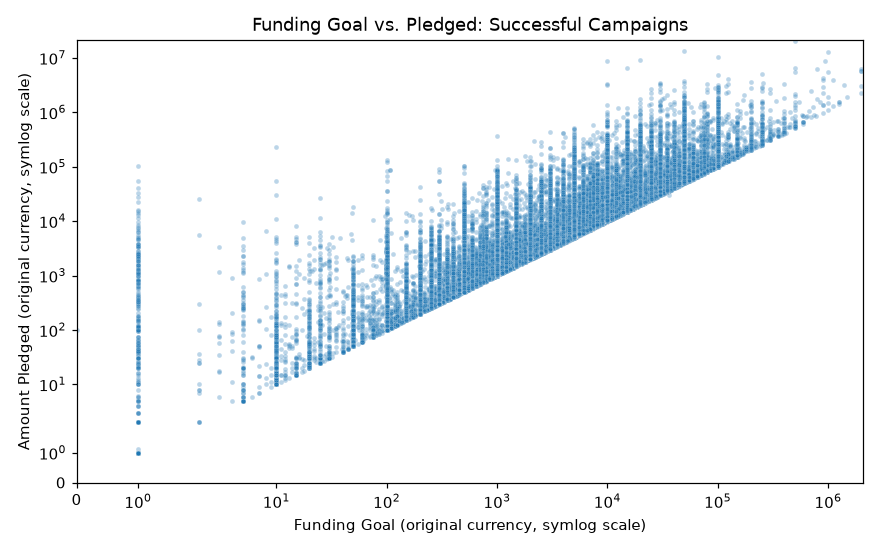 Funding Goal vs. Pledged: Successful Campaigns
Amount Pledged (original currency, symlog scale)
10⁷
10⁶
10⁵
10⁴
10³
10²
10¹
10⁰
0
0 10⁰ 10¹ 10² 10³ 10⁴ 10⁵ 10⁶
Funding Goal (original currency, symlog scale)